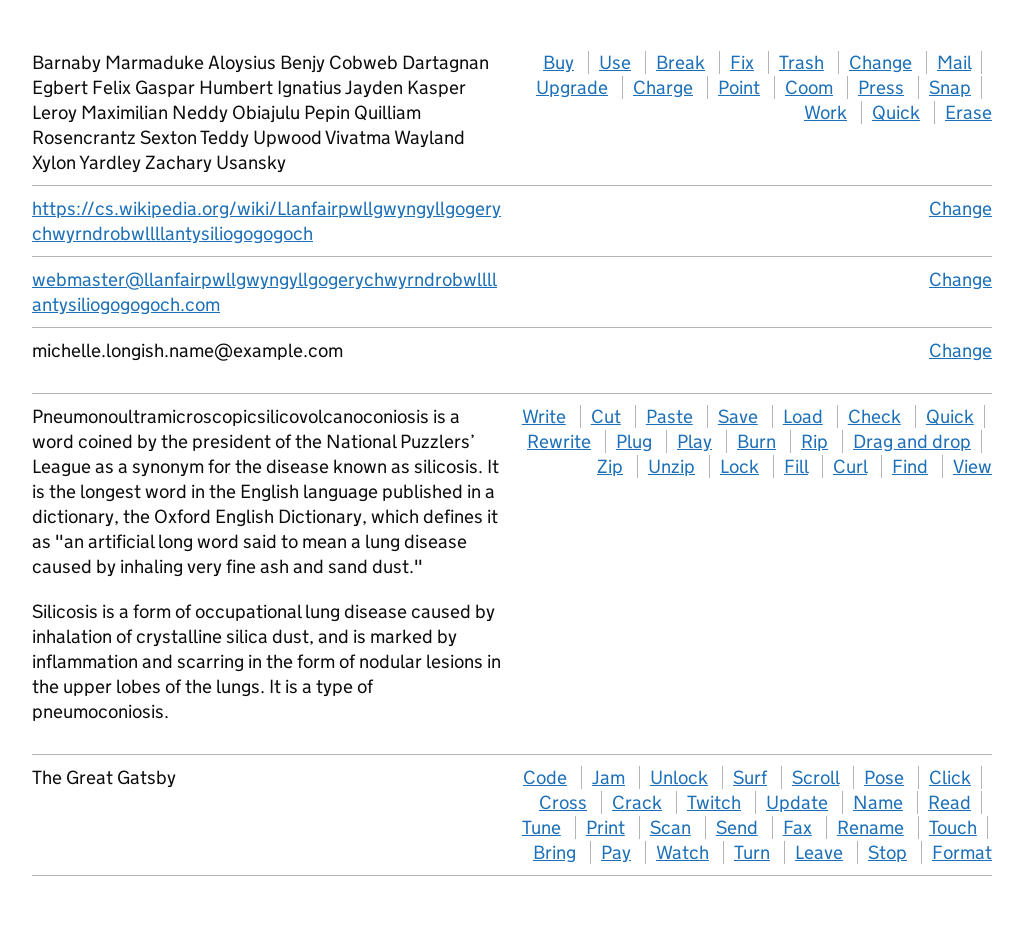 Barnaby Marmaduke Aloysius Benjy Cobweb Dartagnan
Egbert Felix Gaspar Humbert Ignatius Jayden Kasper
Leroy Maximilian Neddy Obiajulu Pepin Quilliam
Rosencrantz Sexton Teddy Upwood Vivatma Wayland
Xylon Yardley Zachary Usansky
Buy Use Break Fix Trash Change Mail
Upgrade Charge Point Coom Press Snap
Work Quick Erase
https://cs.wikipedia.org/wiki/Llanfairpwllgwyngyllgogery
chwyrndrobwllllantysiliogogogoch
Change
webmaster@llanfairpwllgwyngyllgogerychwyrndrobwllll
antysiliogogogoch.com
Change
michelle.longish.name@example.com
Change
Pneumonoultramicroscopicsilicovolcanoconiosis is a
word coined by the president of the National Puzzlers’
League as a synonym for the disease known as silicosis. It
is the longest word in the English language published in a
dictionary, the Oxford English Dictionary, which defines it
as "an artificial long word said to mean a lung disease
caused by inhaling very fine ash and sand dust."
Silicosis is a form of occupational lung disease caused by
inhalation of crystalline silica dust, and is marked by
inflammation and scarring in the form of nodular lesions in
the upper lobes of the lungs. It is a type of
pneumoconiosis.
Write Cut Paste Save Load Check Quick
Rewrite Plug Play Burn Rip Drag and drop
Zip Unzip Lock Fill Curl Find View
The Great Gatsby
Code Jam Unlock Surf Scroll Pose Click
Cross Crack Twitch Update Name Read
Tune Print Scan Send Fax Rename Touch
Bring Pay Watch Turn Leave Stop Format